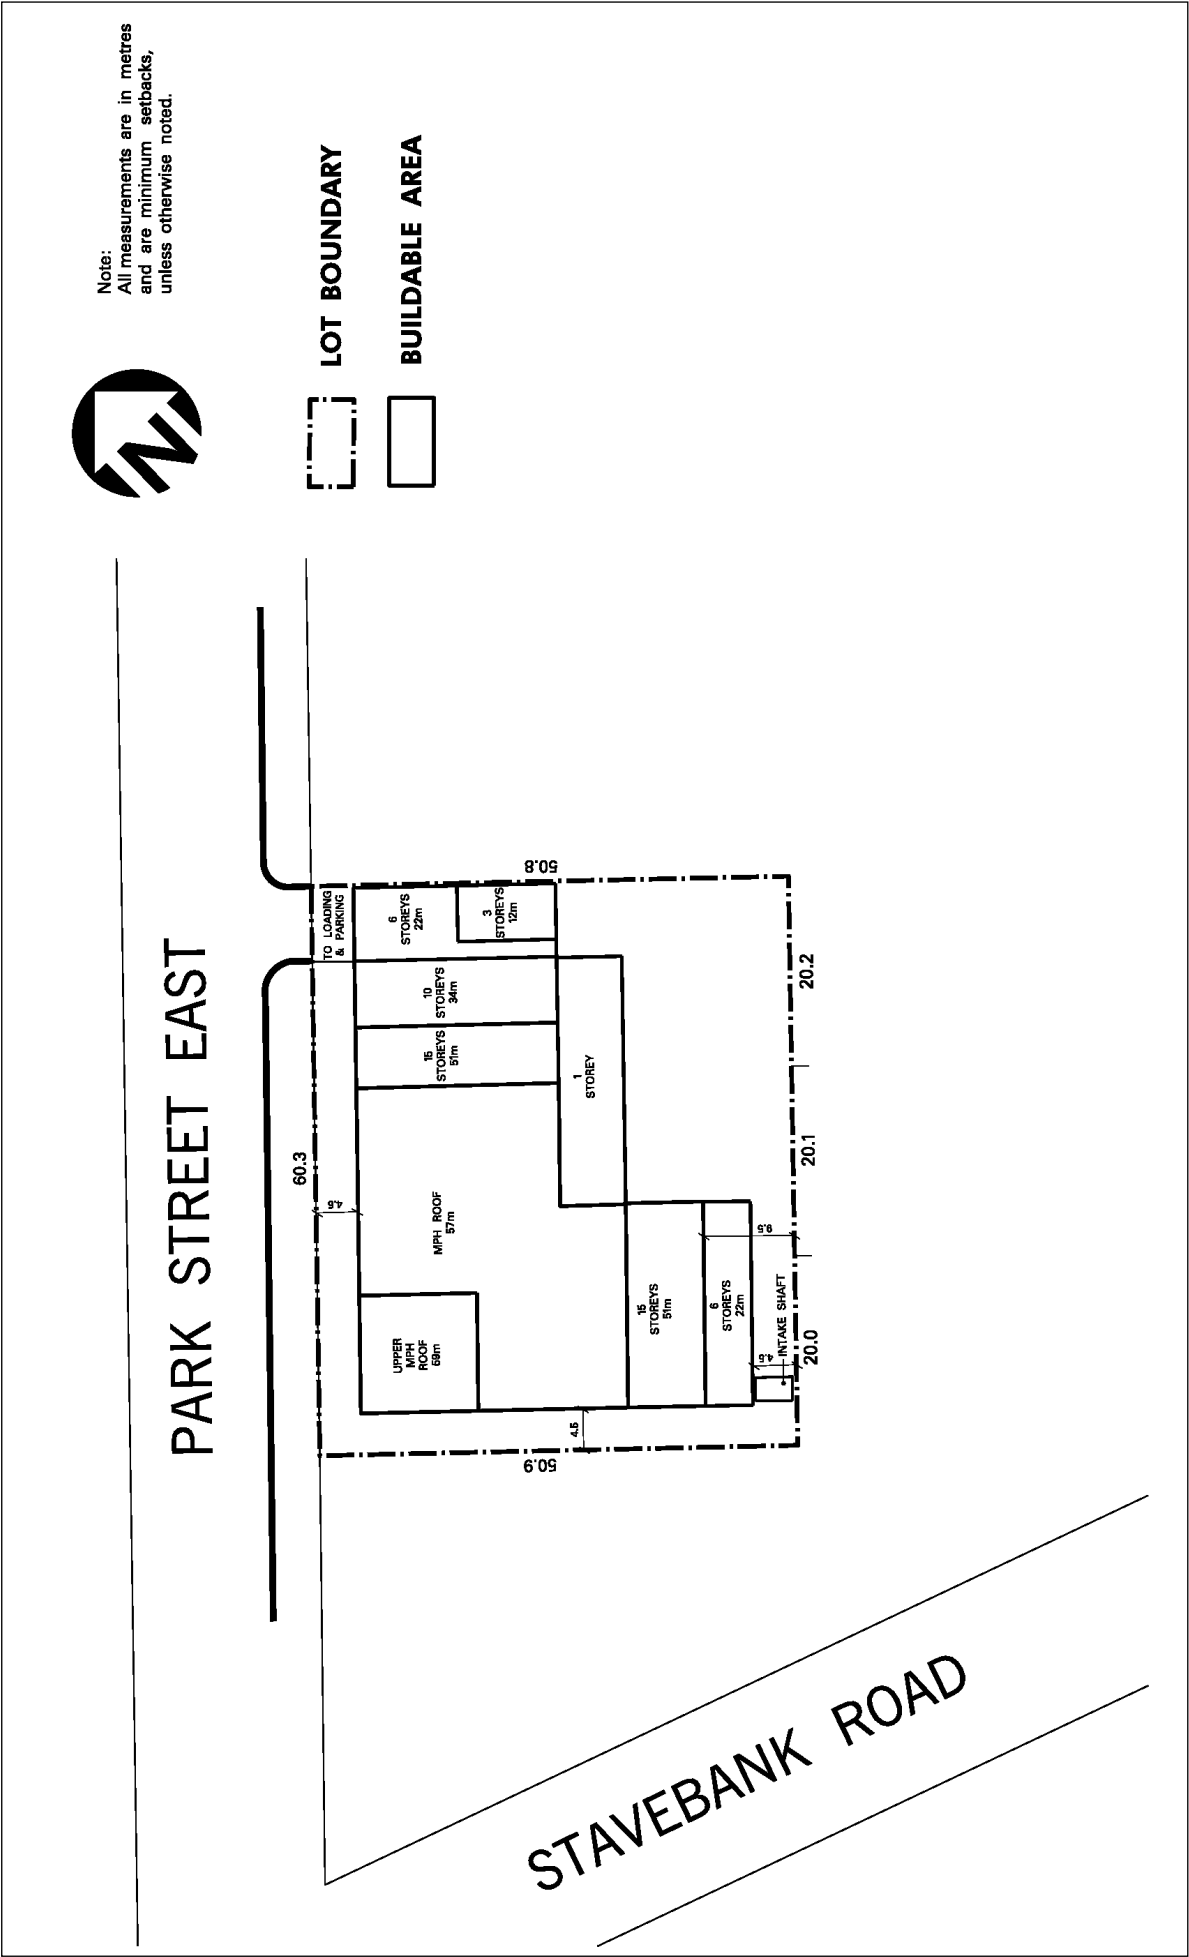 Note:
All measurements are in metres
and are minimum setbacks,
unless otherwise noted.
N
LOT BOUNDARY
BUILDABLE AREA
PARK STREET EAST
60.3
4.5
TO LOADING
& PARKING
50.8
6
STOREYS
22m
3
STOREYS
12m
10
STOREYS
34m
15
STOREYS
51m
1
STOREY
MPH ROOF
57m
UPPER
MPH
ROOF
59m
15
STOREYS
51m
6
STOREYS
22m
9.5
4.5
INTAKE SHAFT
4.5
50.9
20.0
20.1
20.2
STAVEBANK ROAD